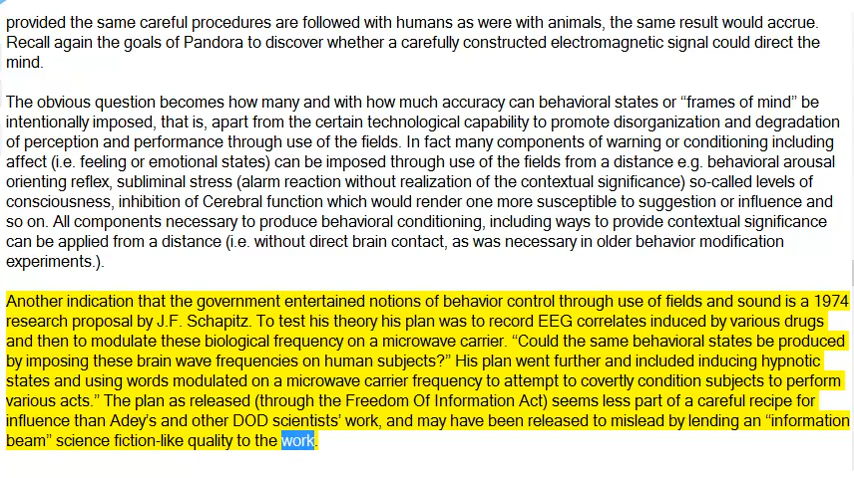 provided the same careful procedures are followed with humans as were with animals, the same result would accrue.
Recall again the goals of Pandora to discover whether a carefully constructed electromagnetic signal could direct the
mind.
The obvious question becomes how many and with how much accuracy can behavioral states or “frames of mind” be
intentionally imposed, that is, apart from the certain technological capability to promote disorganization and degradation
of perception and performance through use of the fields. In fact many components of warning or conditioning including
affect (i.e. feeling or emotional states) can be imposed through use of the fields from a distance e.g. behavioral arousal
orienting reflex, subliminal stress (alarm reaction without realization of the contextual significance) so-called levels of
consciousness, inhibition of Cerebral function which would render one more susceptible to suggestion or influence and
so on. All components necessary to produce behavioral conditioning, including ways to provide contextual significance
can be applied from a distance (i.e. without direct brain contact, as was necessary in older behavior modification
experiments.).
Another indication that the government entertained notions of behavior control through use of fields and sound is a 1974
research proposal by J.F. Schapitz. To test his theory his plan was to record EEG correlates induced by various drugs
and then to modulate these biological frequency on a microwave carrier. “Could the same behavioral states be produced
by imposing these brain wave frequencies on human subjects?” His plan went further and included inducing hypnotic
states and using words modulated on a microwave carrier frequency to attempt to covertly condition subjects to perform
various acts.” The plan as released (through the Freedom Of Information Act) seems less part of a careful recipe for
influence than Adey’s and other DOD scientists’ work, and may have been released to mislead by lending an “information
beam” science fiction-like quality to the work.